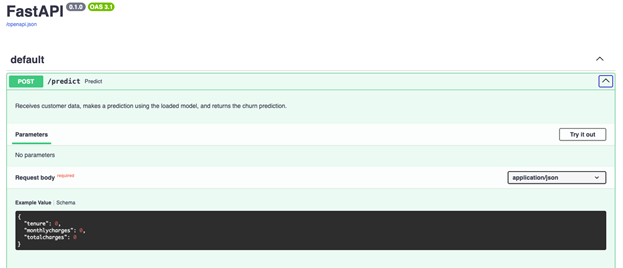 FastAPI 0.1.0 OAS 3.1
/openapi.json
default
POST /predict Predict
Receives customer data, makes a prediction using the loaded model, and returns the churn prediction.
Parameters Try it out
No parameters
Request body required application/json
Example Value Schema
{
"tenure": 0,
"monthlycharges": 0,
"totalcharges": 0
}